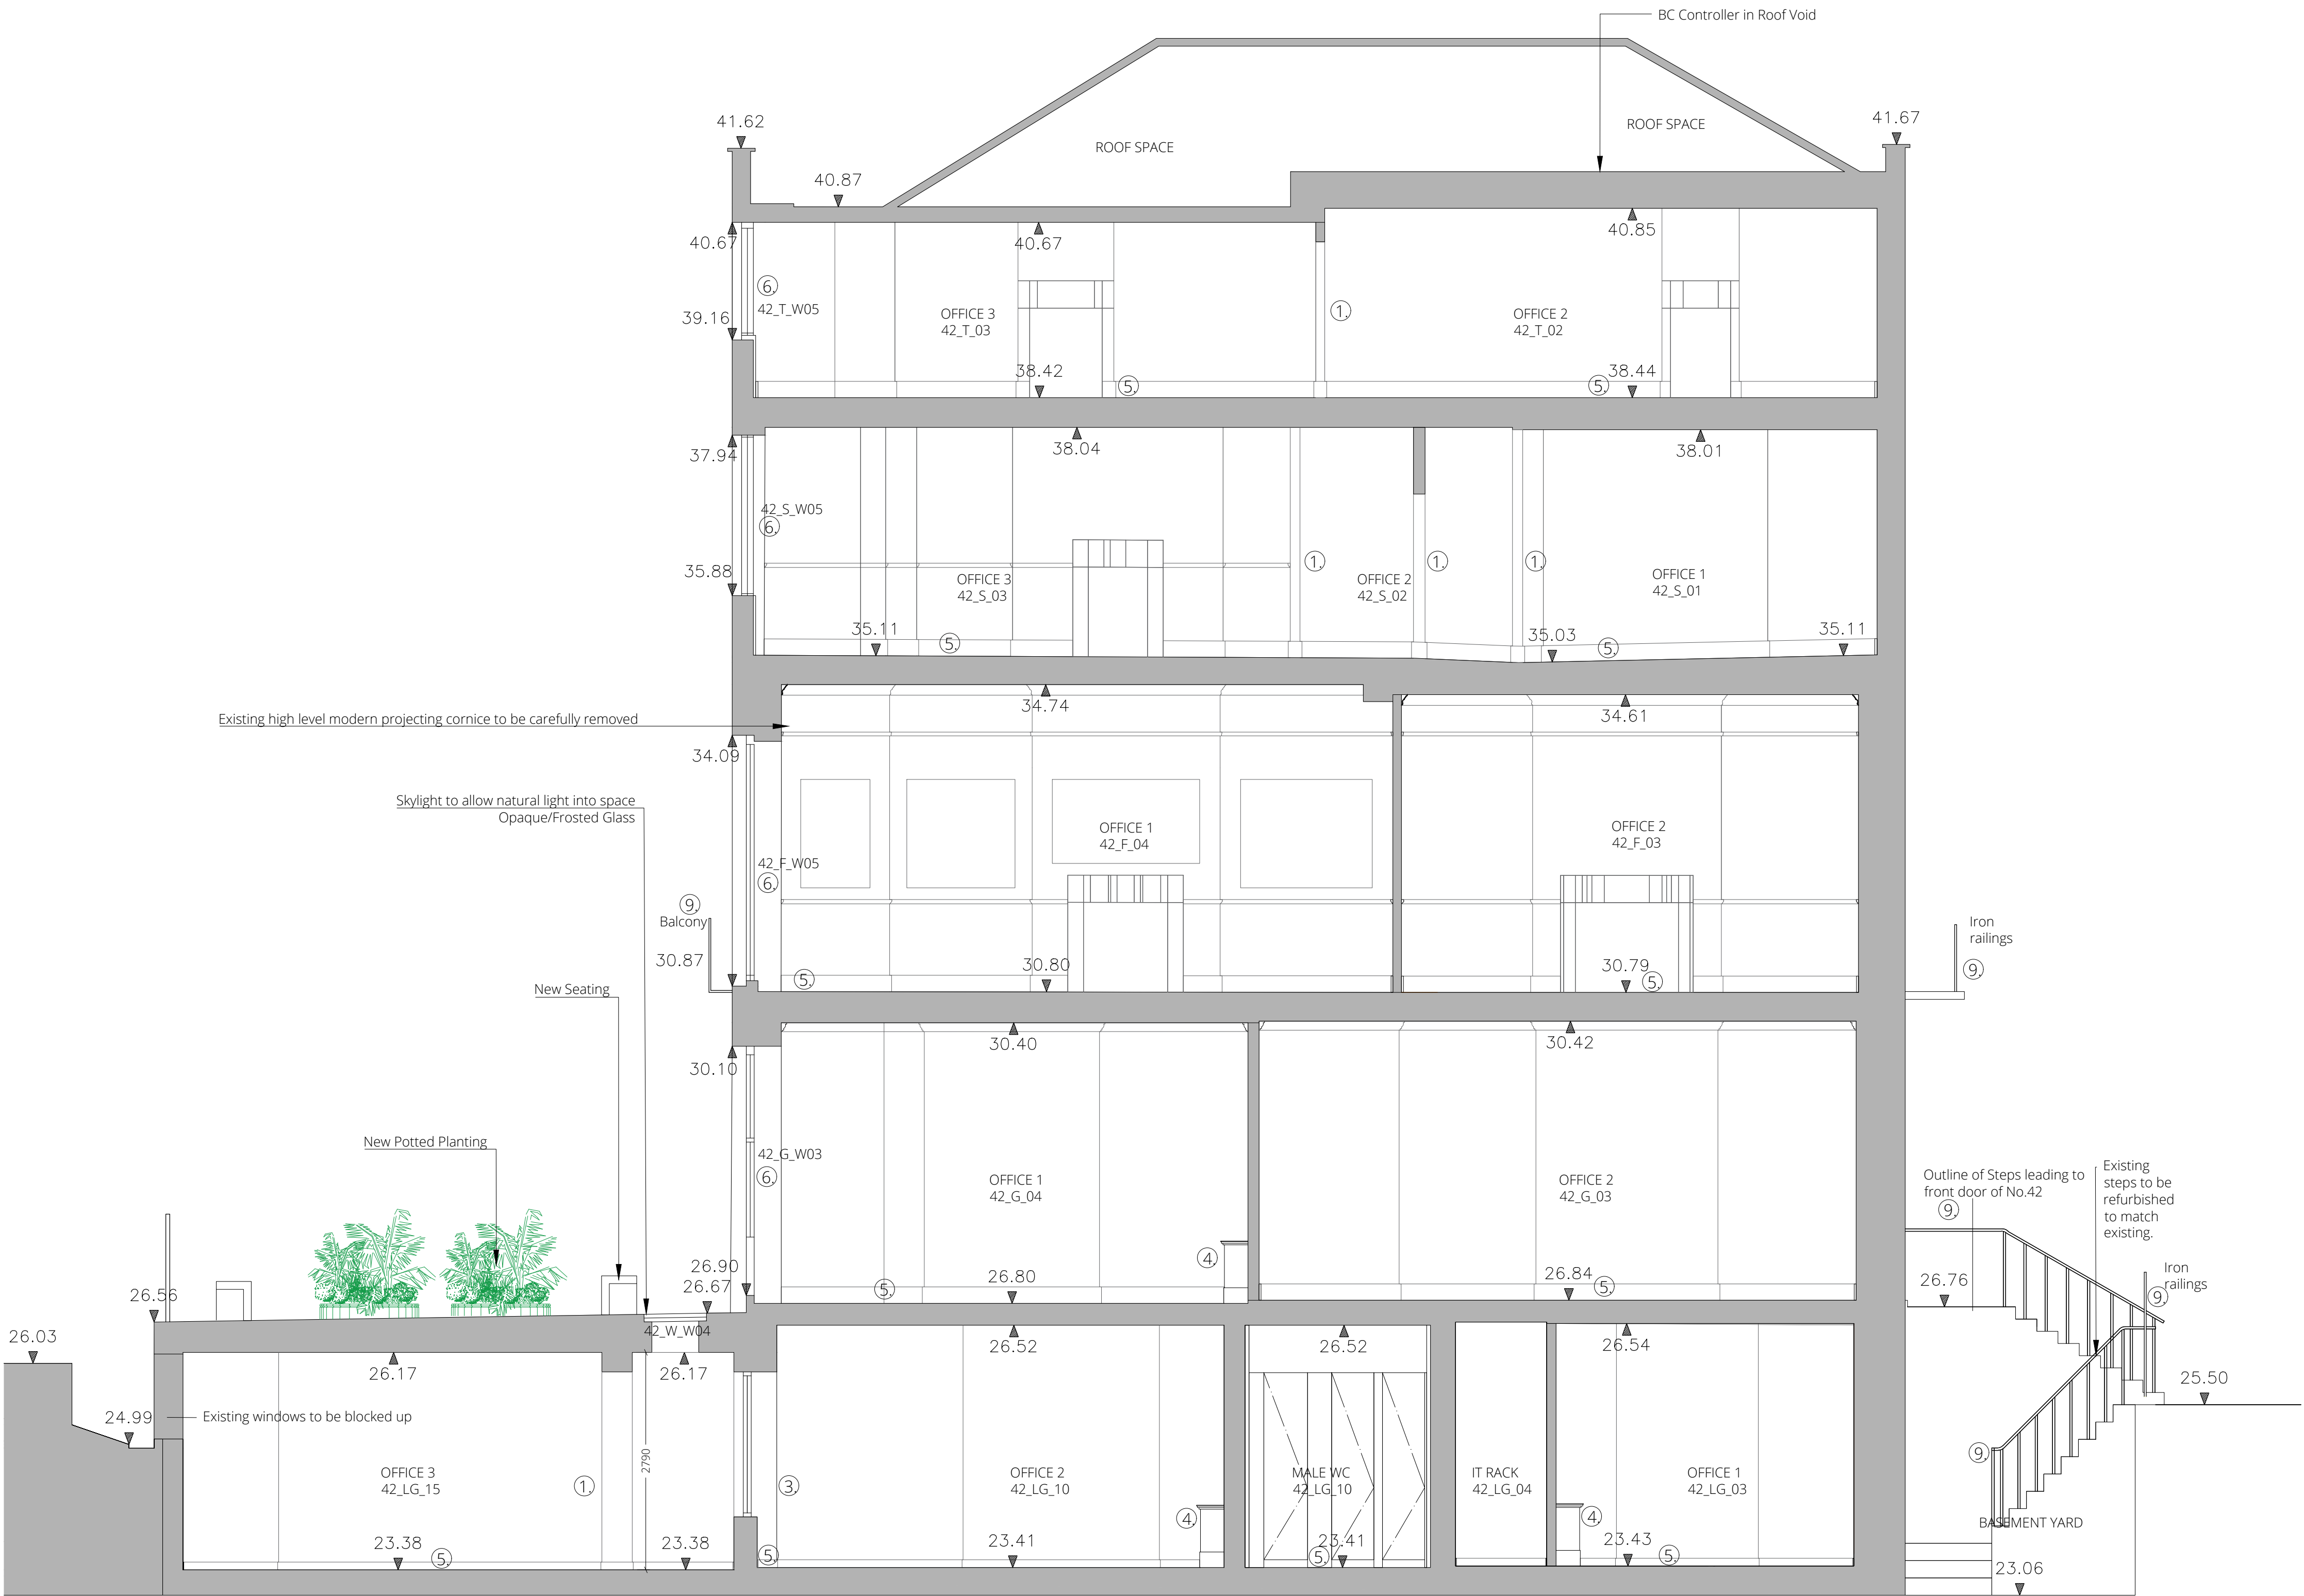 BC Controller in Roof Void
41.62
41.67
ROOF SPACE
ROOF SPACE
40.87
40.67
40.67
40.85
6.
42_T_W05
39.16
OFFICE 3
42_T_03
1.
OFFICE 2
42_T_02
38.42
5.
5.
38.44
37.94
38.04
38.01
42_S_W05
6.
35.88
OFFICE 3
42_S_03
1.
OFFICE 2
42_S_02
1.
1.
OFFICE 1
42_S_01
35.11
5.
35.03
5.
35.11
Existing high level modern projecting cornice to be carefully removed
34.74
34.61
34.09
Skylight to allow natural light into space
Opaque/Frosted Glass
OFFICE 1
42_F_04
OFFICE 2
42_F_03
42_F_W05
6.
9.
Balcony
30.87
5.
30.80
30.79
5.
Iron
railings
9.
New Seating
30.40
30.42
30.10
New Potted Planting
42_G_W03
6.
OFFICE 1
42_G_04
OFFICE 2
42_G_03
Outline of Steps leading to
front door of No.42
9.
Existing
steps to be
refurbished
to match
existing.
4.
26.90
26.67
5.
26.80
26.84
5.
26.76
Iron
railings
9.
26.56
26.03
42_W_W04
26.17
26.17
26.52
26.52
26.54
25.50
24.99
Existing windows to be blocked up
2790
OFFICE 3
42_LG_15
1.
3.
OFFICE 2
42_LG_10
MALE WC
42_LG_10
IT RACK
42_LG_04
OFFICE 1
42_LG_03
9.
4.
4.
BASEMENT YARD
23.38
5.
23.38
5.
23.41
5.
23.41
23.43
5.
23.06